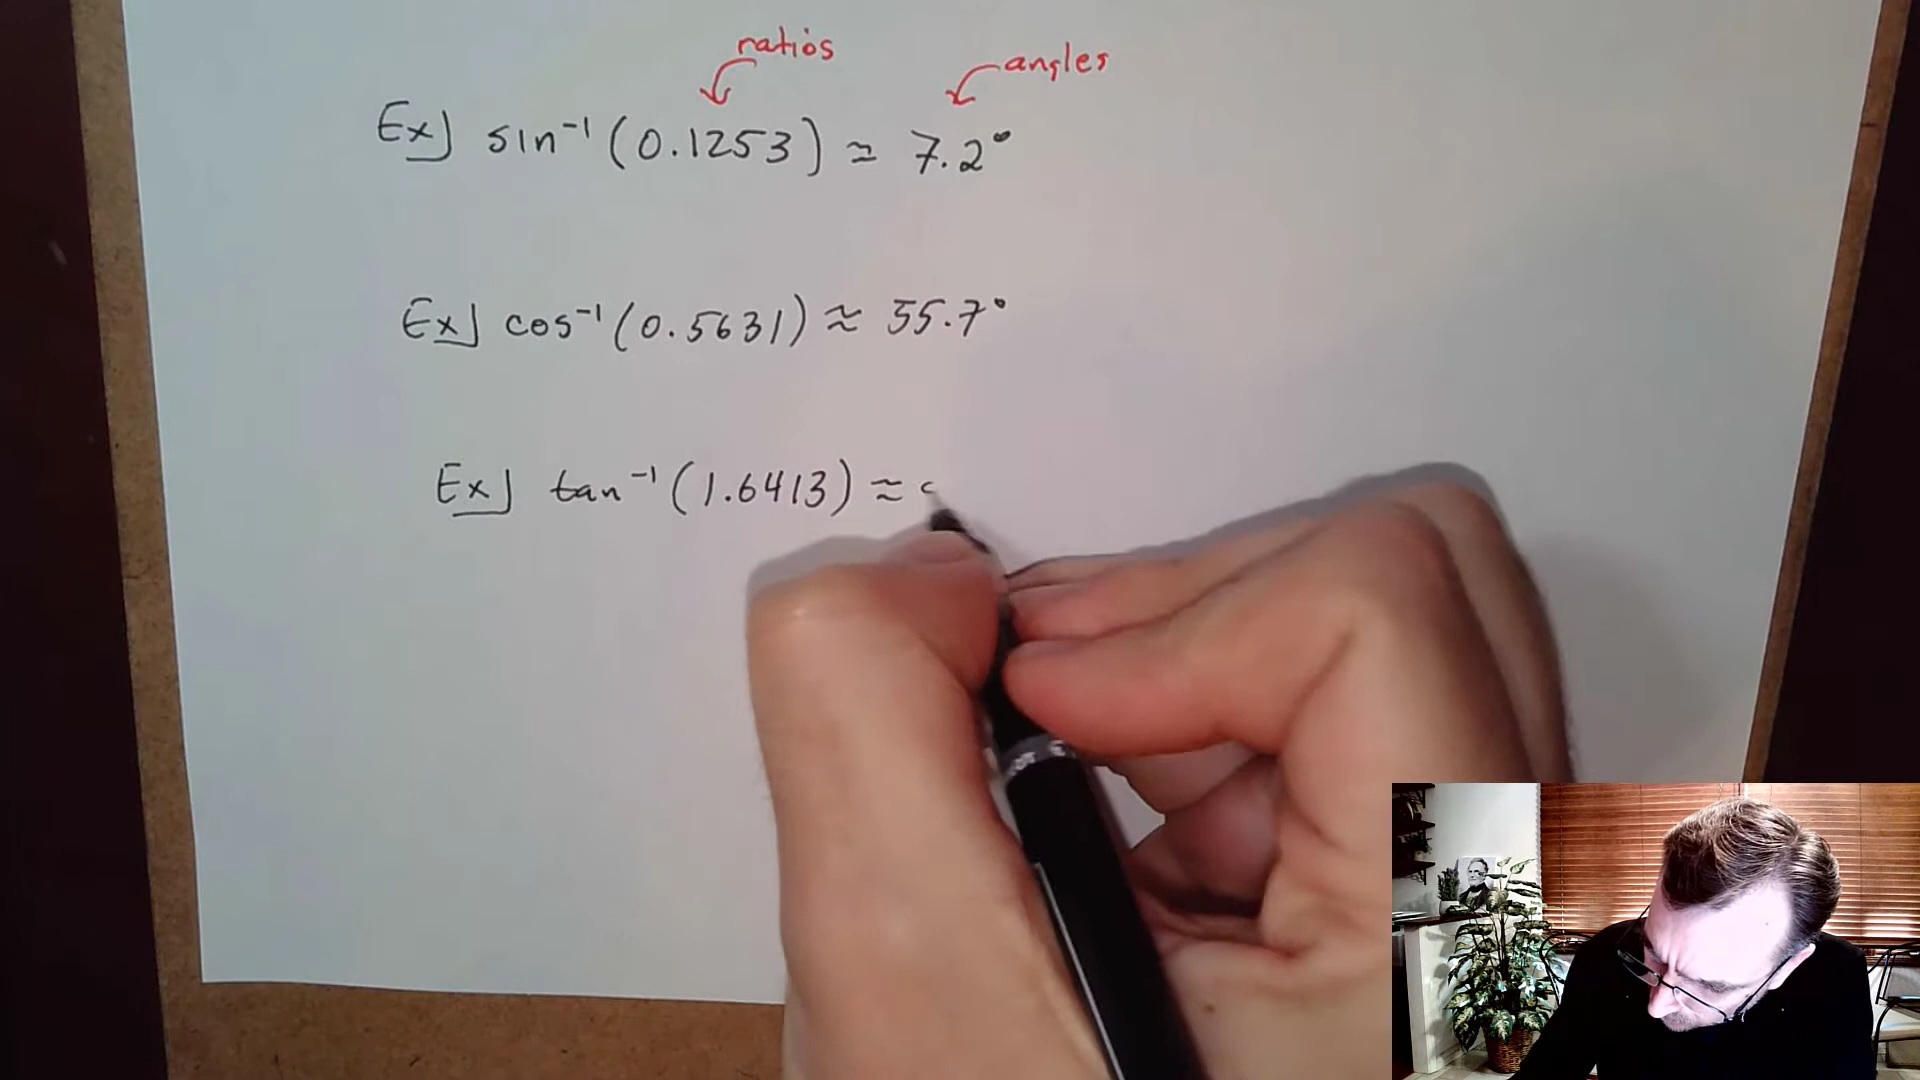 ratios
angles
Ex] sin⁻¹(0.1253) ≈ 7.2°
Ex] cos⁻¹(0.5631) ≈ 55.7°
Ex] tan⁻¹(1.6413) ≈